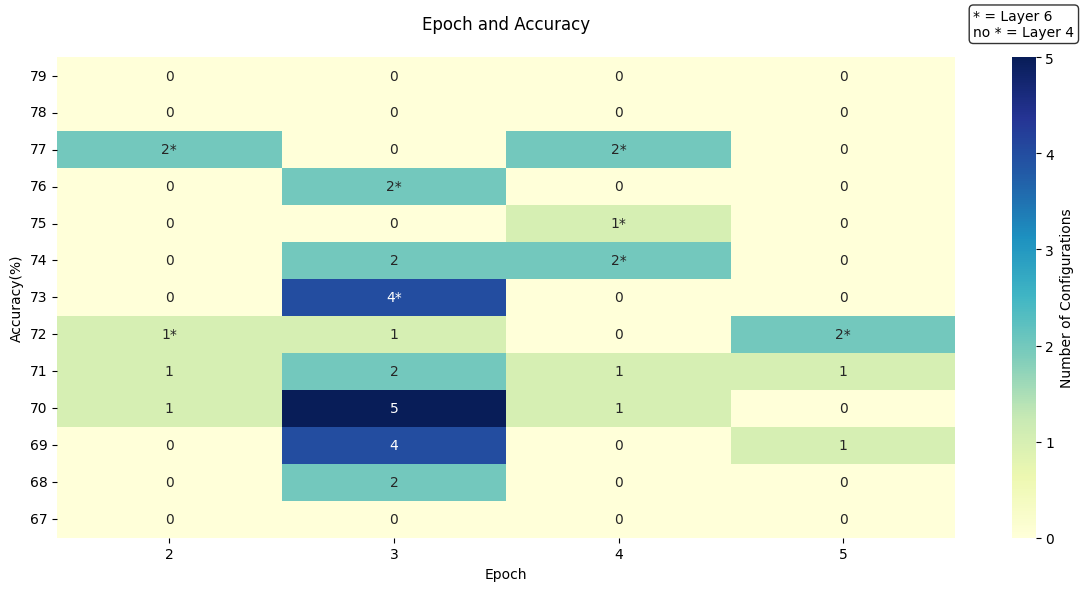 Epoch and Accuracy
* = Layer 6
no * = Layer 4
79 0 0 0 0
78 0 0 0 0
77 2* 0 2* 0
76 0 2* 0 0
75 0 0 1* 0
74 0 2 2* 0
73 0 4* 0 0
72 1* 1 0 2*
71 1 2 1 1
70 1 5 1 0
69 0 4 0 1
68 0 2 0 0
67 0 0 0 0
2 3 4 5
Epoch
Accuracy(%)
5
4
3
2
1
0
Number of Configurations